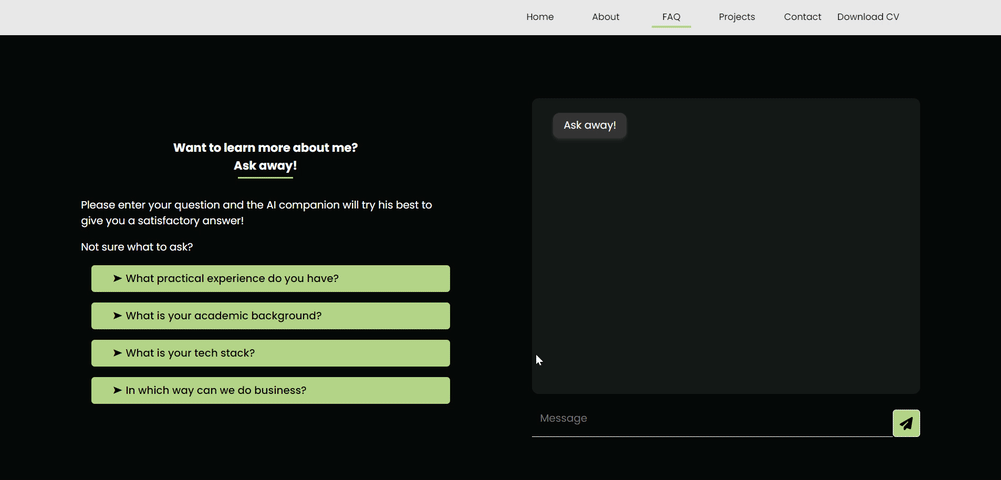 Home About FAQ Projects Contact Download CV
Want to learn more about me?
Ask away!
Please enter your question and the AI companion will try his best to
give you a satisfactory answer!
Not sure what to ask?
➤ What practical experience do you have?
➤ What is your academic background?
➤ What is your tech stack?
➤ In which way can we do business?
Ask away!
Message